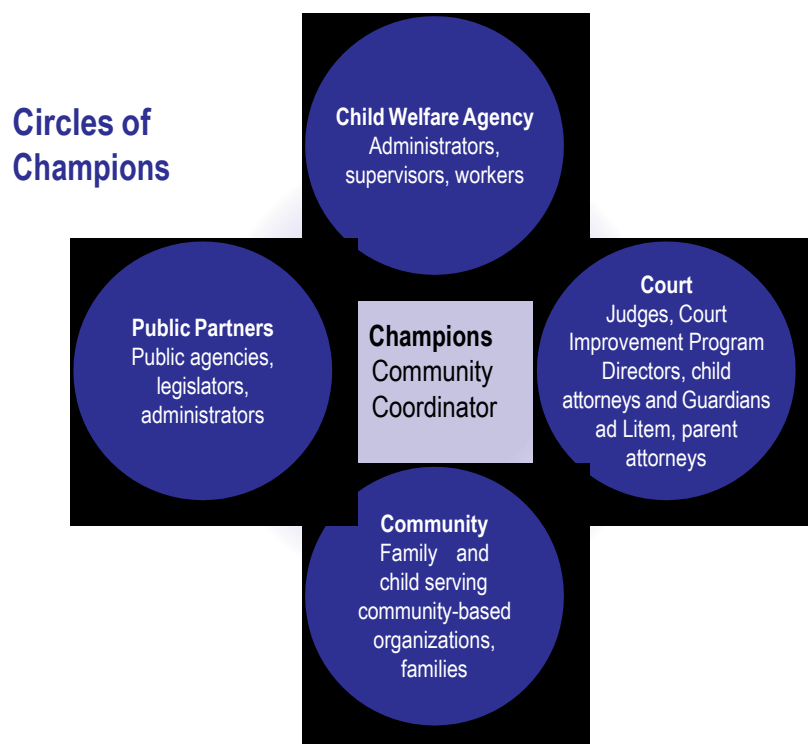 Circles of
Champions
Child Welfare Agency
Administrators,
supervisors, workers
Public Partners
Public agencies,
legislators,
administrators
Champions
Community
Coordinator
Court
Judges, Court
Improvement Program
Directors, child
attorneys and Guardians
ad Litem, parent
attorneys
Community
Family and
child serving
community-based
organizations,
families